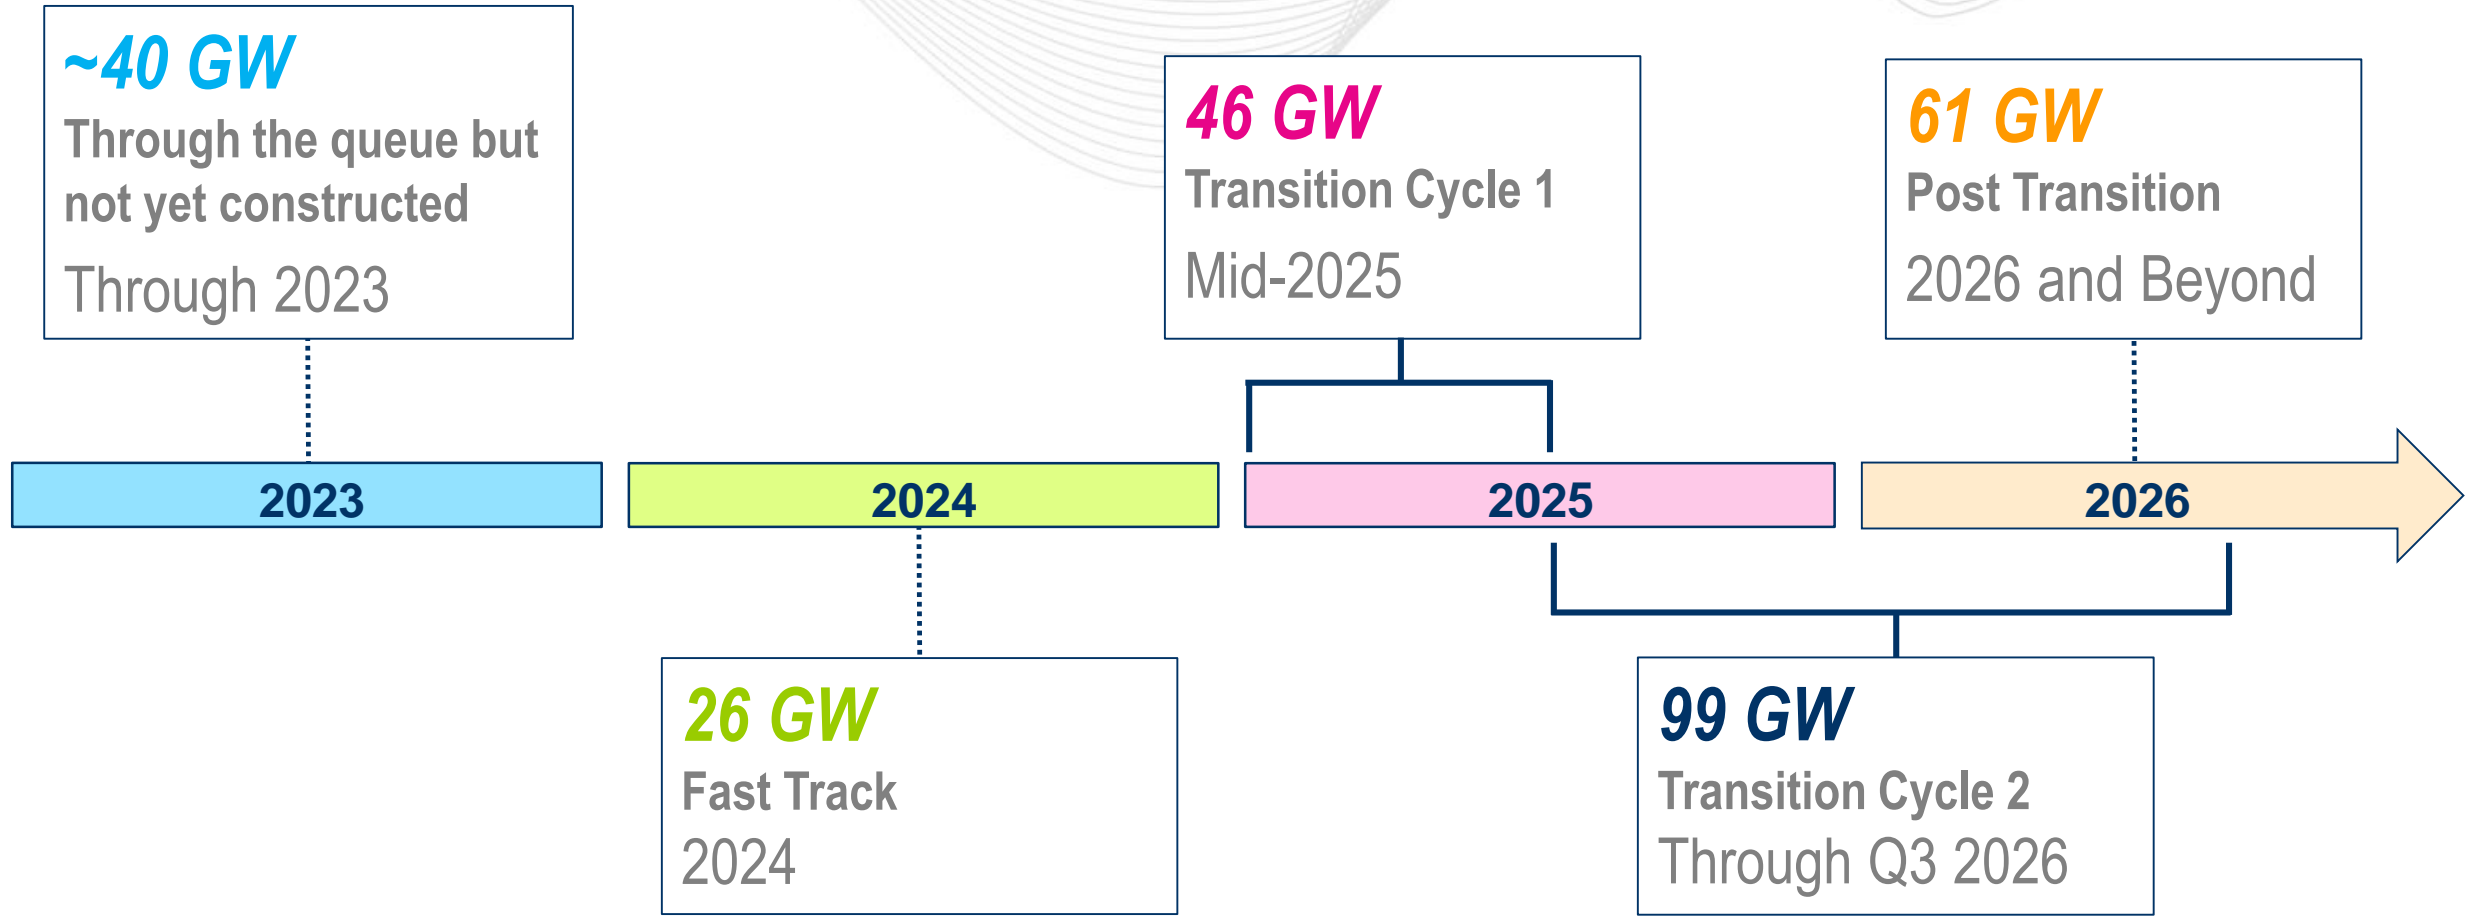 ~40 GW
Through the queue but
not yet constructed
Through 2023
46 GW
Transition Cycle 1
Mid-2025
61 GW
Post Transition
2026 and Beyond
2023
2024
2025
2026
26 GW
Fast Track
2024
99 GW
Transition Cycle 2
Through Q3 2026